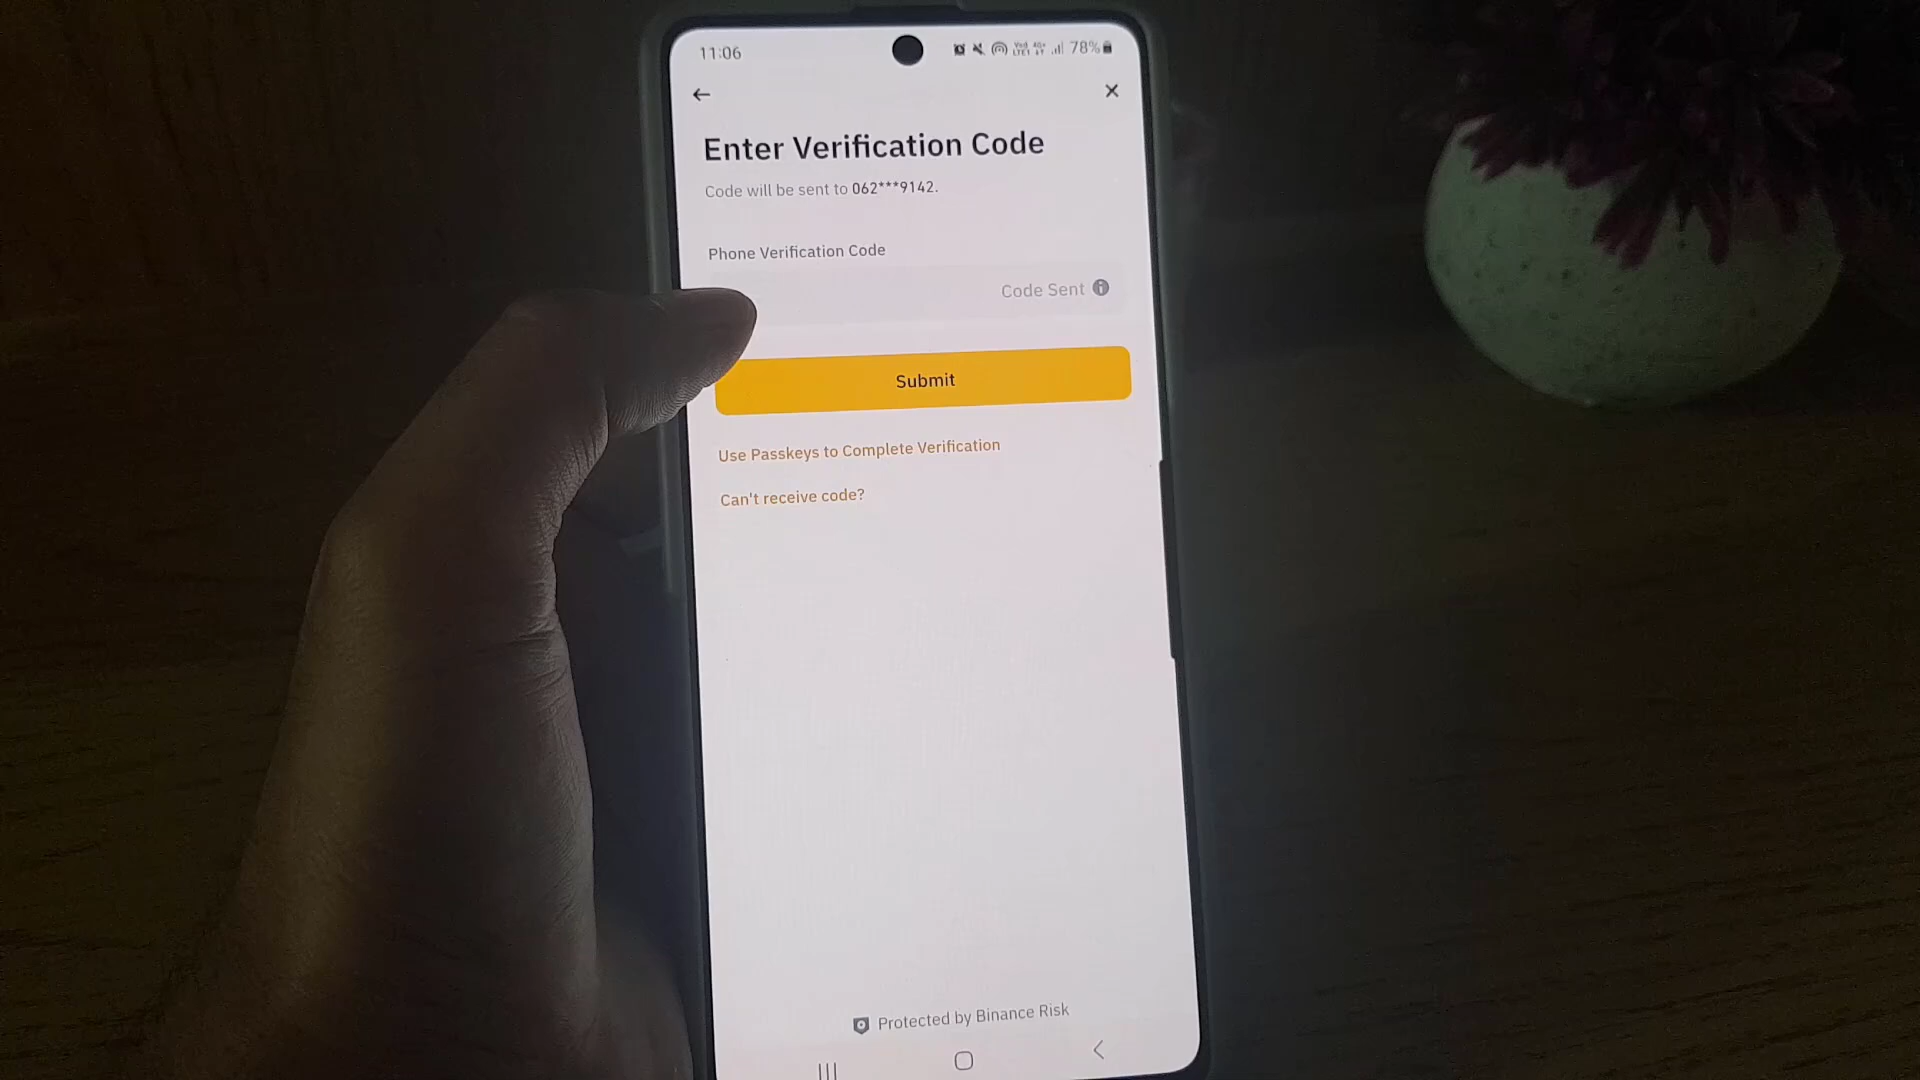 11:06 78%
Enter Verification Code
Code will be sent to 062***9142.
Phone Verification Code
Code Sent
Submit
Use Passkeys to Complete Verification
Can't receive code?
Protected by Binance Risk